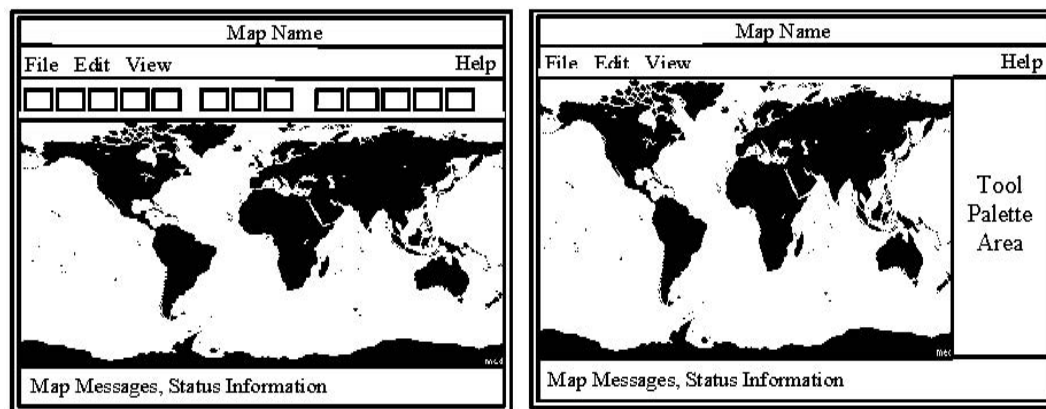 Map Name
File Edit View Help
Map Messages, Status Information
Map Name
File Edit View Help
Tool
Palette
Area
Map Messages, Status Information